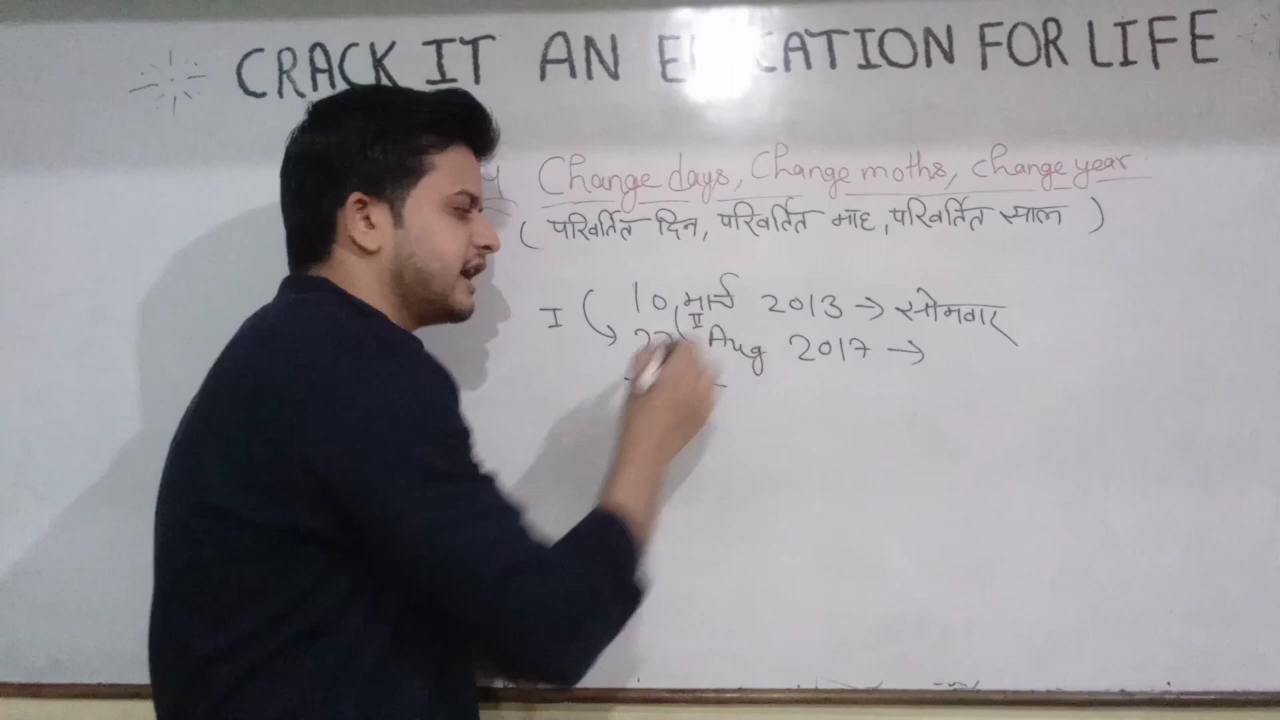 CRACK IT AN CATION FOR LIFE
Change days, Change moths, change year
( परिवर्तित दिन, परिवर्तित माह, परिवर्तित साल )
I 10 मार्च 2013 → सोमवार
II
Aug 2017 →